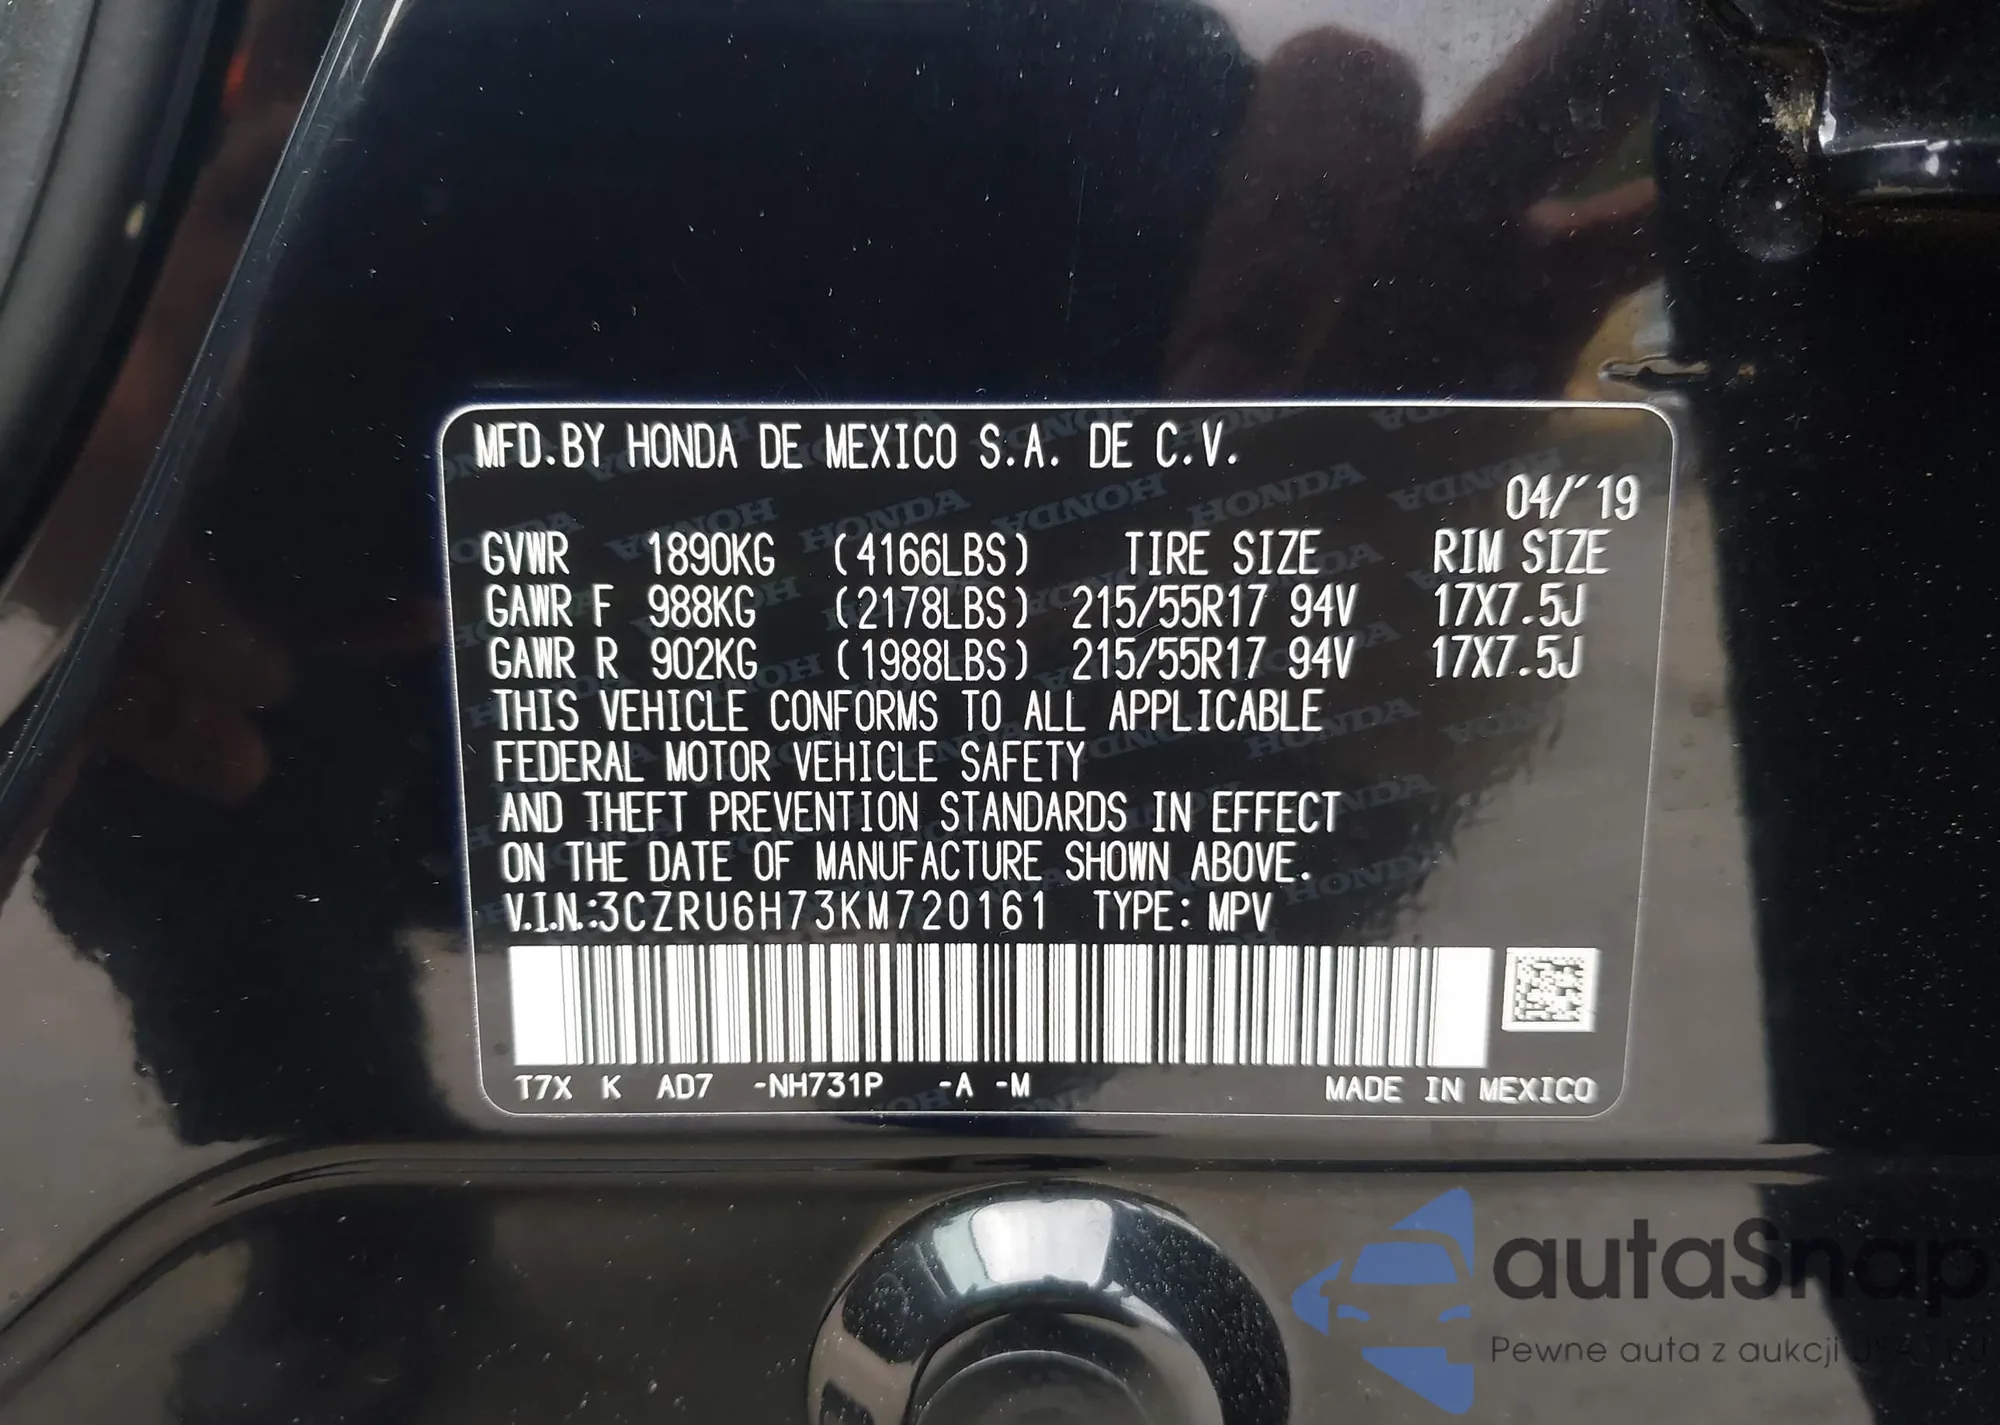 MFD.BY HONDA DE MEXICO S.A. DE C.V.
04/'19
GVWR 1890KG (4166LBS) TIRE SIZE RIM SIZE
GAWR F 988KG (2178LBS) 215/55R17 94V 17X7.5J
GAWR R 902KG (1988LBS) 215/55R17 94V 17X7.5J
THIS VEHICLE CONFORMS TO ALL APPLICABLE
FEDERAL MOTOR VEHICLE SAFETY
AND THEFT PREVENTION STANDARDS IN EFFECT
ON THE DATE OF MANUFACTURE SHOWN ABOVE.
V.I.N.:3CZRU6H73KM720161 TYPE: MPV
T7X K AD7 -NH731P -A -M MADE IN MEXICO
autaSnap
Pewne auta z aukcji